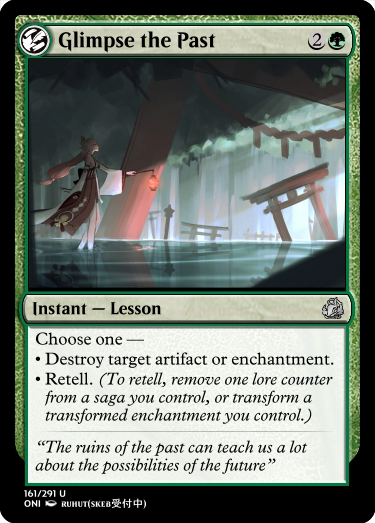 Glimpse the Past 2
Instant — Lesson
Choose one —
• Destroy target artifact or enchantment.
• Retell. (To retell, remove one lore counter
from a saga you control, or transform a
transformed enchantment you control.)
“The ruins of the past can teach us a lot
about the possibilities of the future”
161/291 U
ONI RUHUT(SKEB受付中)